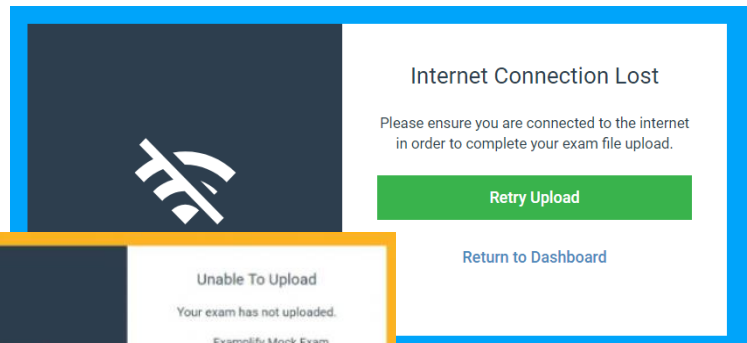 Internet Connection Lost
Please ensure you are connected to the internet
in order to complete your exam file upload.
Retry Upload
Return to Dashboard
Unable To Upload
Your exam has not uploaded.
Examplify Mock Exam